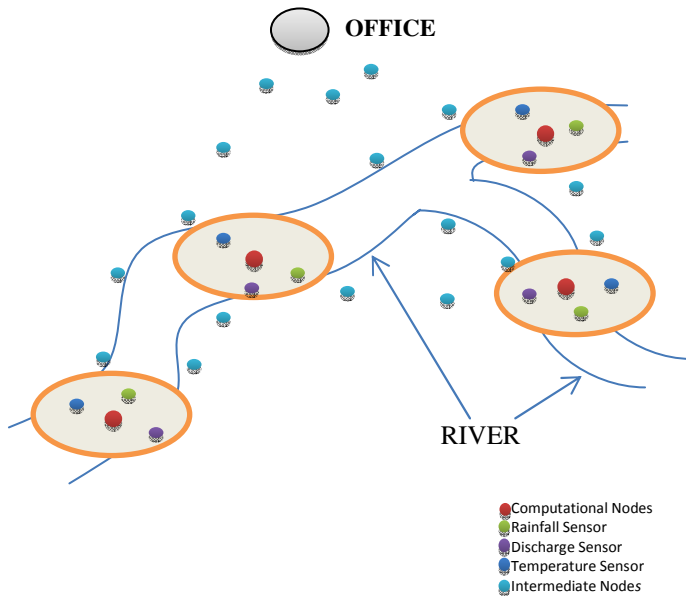 OFFICE
RIVER
Computational Nodes
Rainfall Sensor
Discharge Sensor
Temperature Sensor
Intermediate Nodes